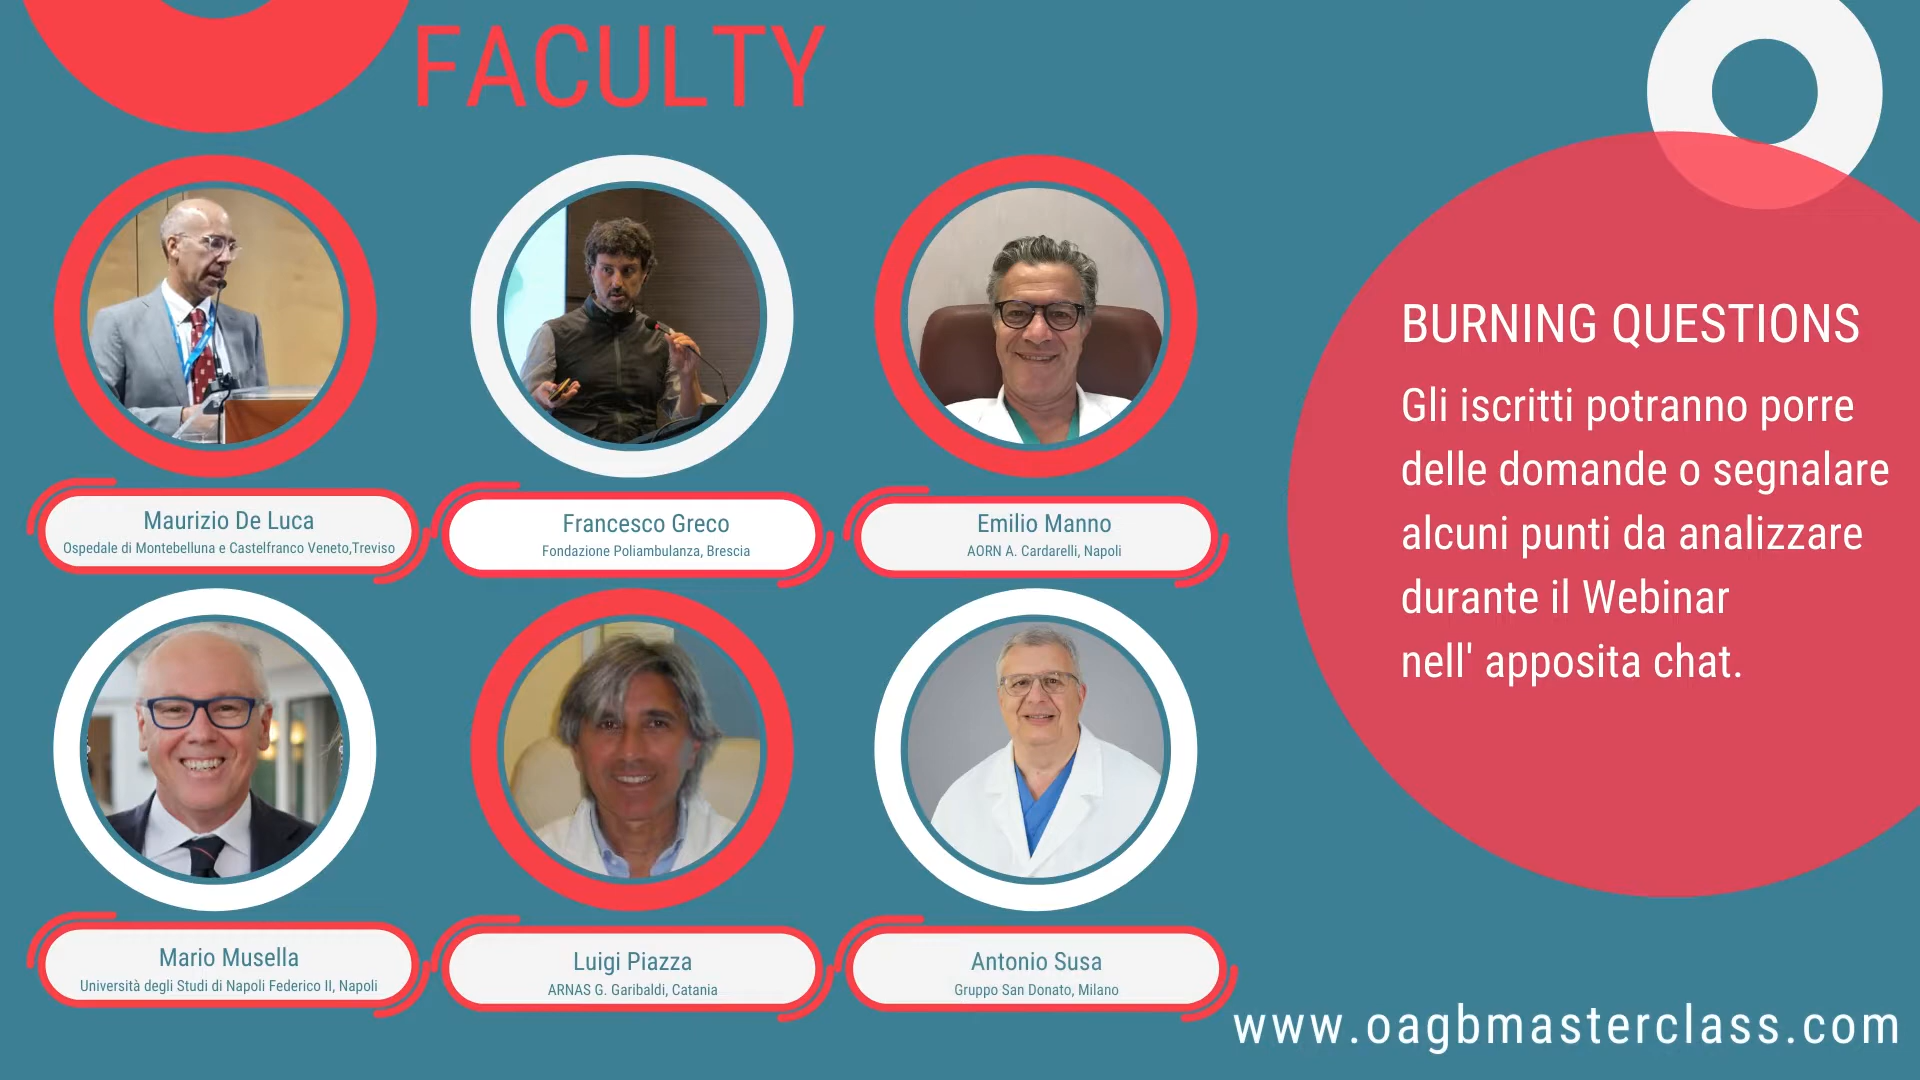 FACULTY
Maurizio De Luca
Ospedale di Montebelluna e Castelfranco Veneto,Treviso
Francesco Greco
Fondazione Poliambulanza, Brescia
Emilio Manno
AORN A. Cardarelli, Napoli
Mario Musella
Università degli Studi di Napoli Federico II, Napoli
Luigi Piazza
ARNAS G. Garibaldi, Catania
Antonio Susa
Gruppo San Donato, Milano
BURNING QUESTIONS
Gli iscritti potranno porre
delle domande o segnalare
alcuni punti da analizzare
durante il Webinar
nell' apposita chat.
www.oagbmasterclass.com